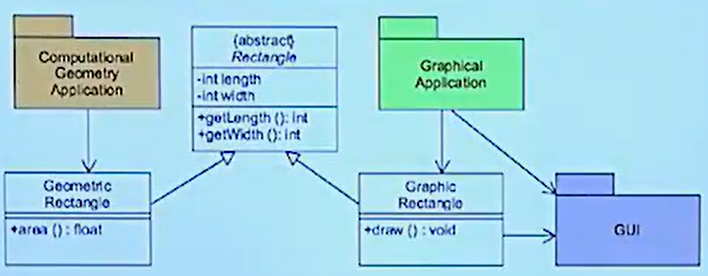 Computational
Geometry
Application
{abstract}
Rectangle
-int length
-int width
+getLength (): int
+getWidth (): int
Graphical
Application
Geometric
Rectangle
+area () : float
Graphic
Rectangle
+draw () : void
GUI